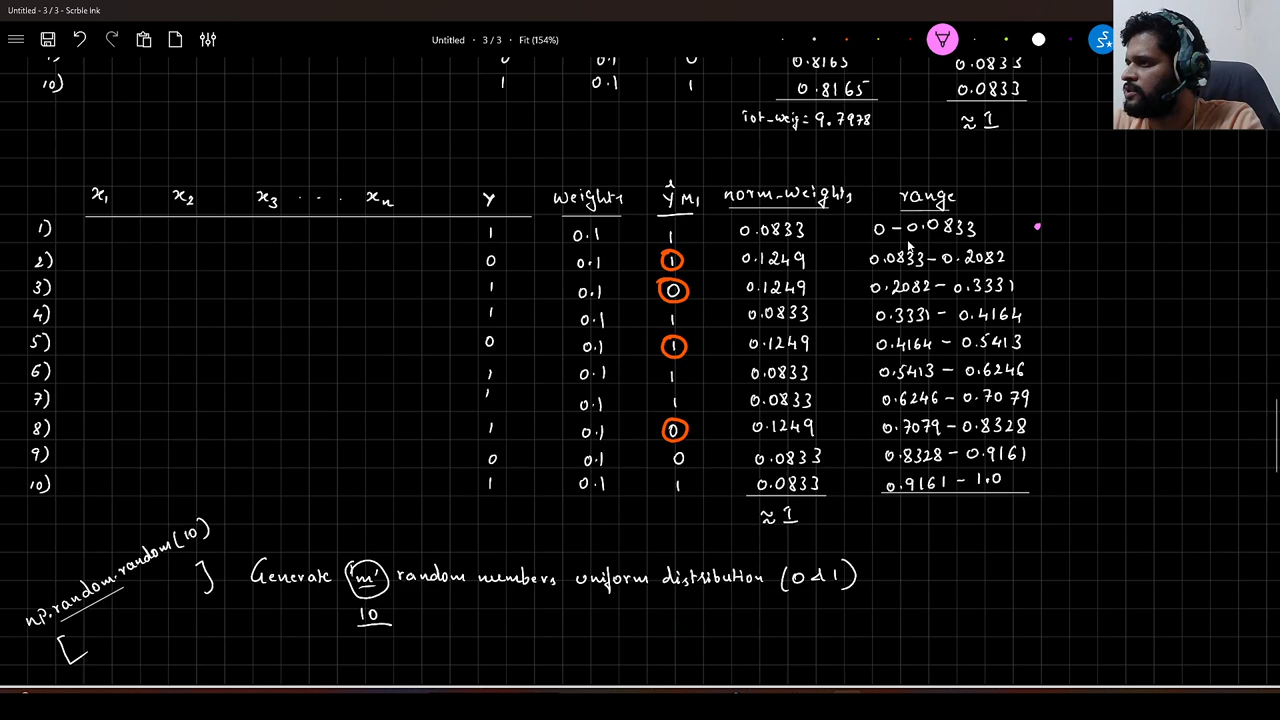 Untitled - 3 / 3 - Scrble Ink
Untitled · 3 / 3 · Fit (154%)
0.8165 0.0833
10) 1 0.1 1 0.8165 0.0833
Tot_weig = 9.7978 ≈ 1
x₁ x₂ x₃ . . . xₙ Y weights ŷ M₁ norm_weights range
1) 1 0.1 1 0.0833 0 - 0.0833
2) 0 0.1 1 0.1249 0.0833 - 0.2082
3) 1 0.1 0 0.1249 0.2082 - 0.3331
4) 1 0.1 1 0.0833 0.3331 - 0.4164
5) 0 0.1 1 0.1249 0.4164 - 0.5413
6) 1 0.1 1 0.0833 0.5413 - 0.6246
7) 1 0.1 1 0.0833 0.6246 - 0.7079
8) 1 0.1 0 0.1249 0.7079 - 0.8328
9) 0 0.1 0 0.0833 0.8328 - 0.9161
10) 1 0.1 1 0.0833 0.9161 - 1.0
≈ 1
np.random.random(10)
[ ]
Generate 'm' random numbers uniform distribution (0 & 1)
10